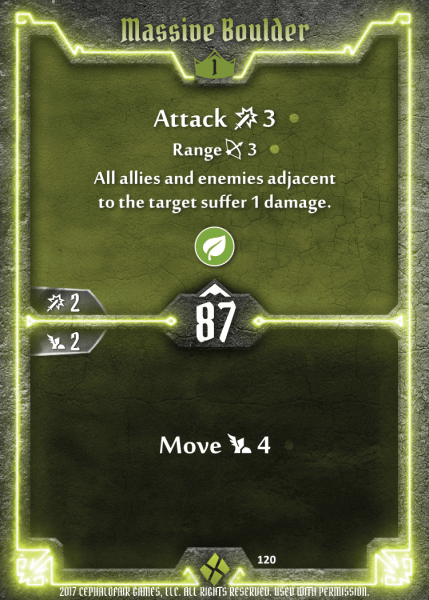 Massive Boulder
1
Attack 3
Range 3
All allies and enemies adjacent
to the target suffer 1 damage.
2
87
2
Move 4
120
2017 CEPHALOFAIR GAMES, LLC. ALL RIGHTS RESERVED. USED WITH PERMISSION.